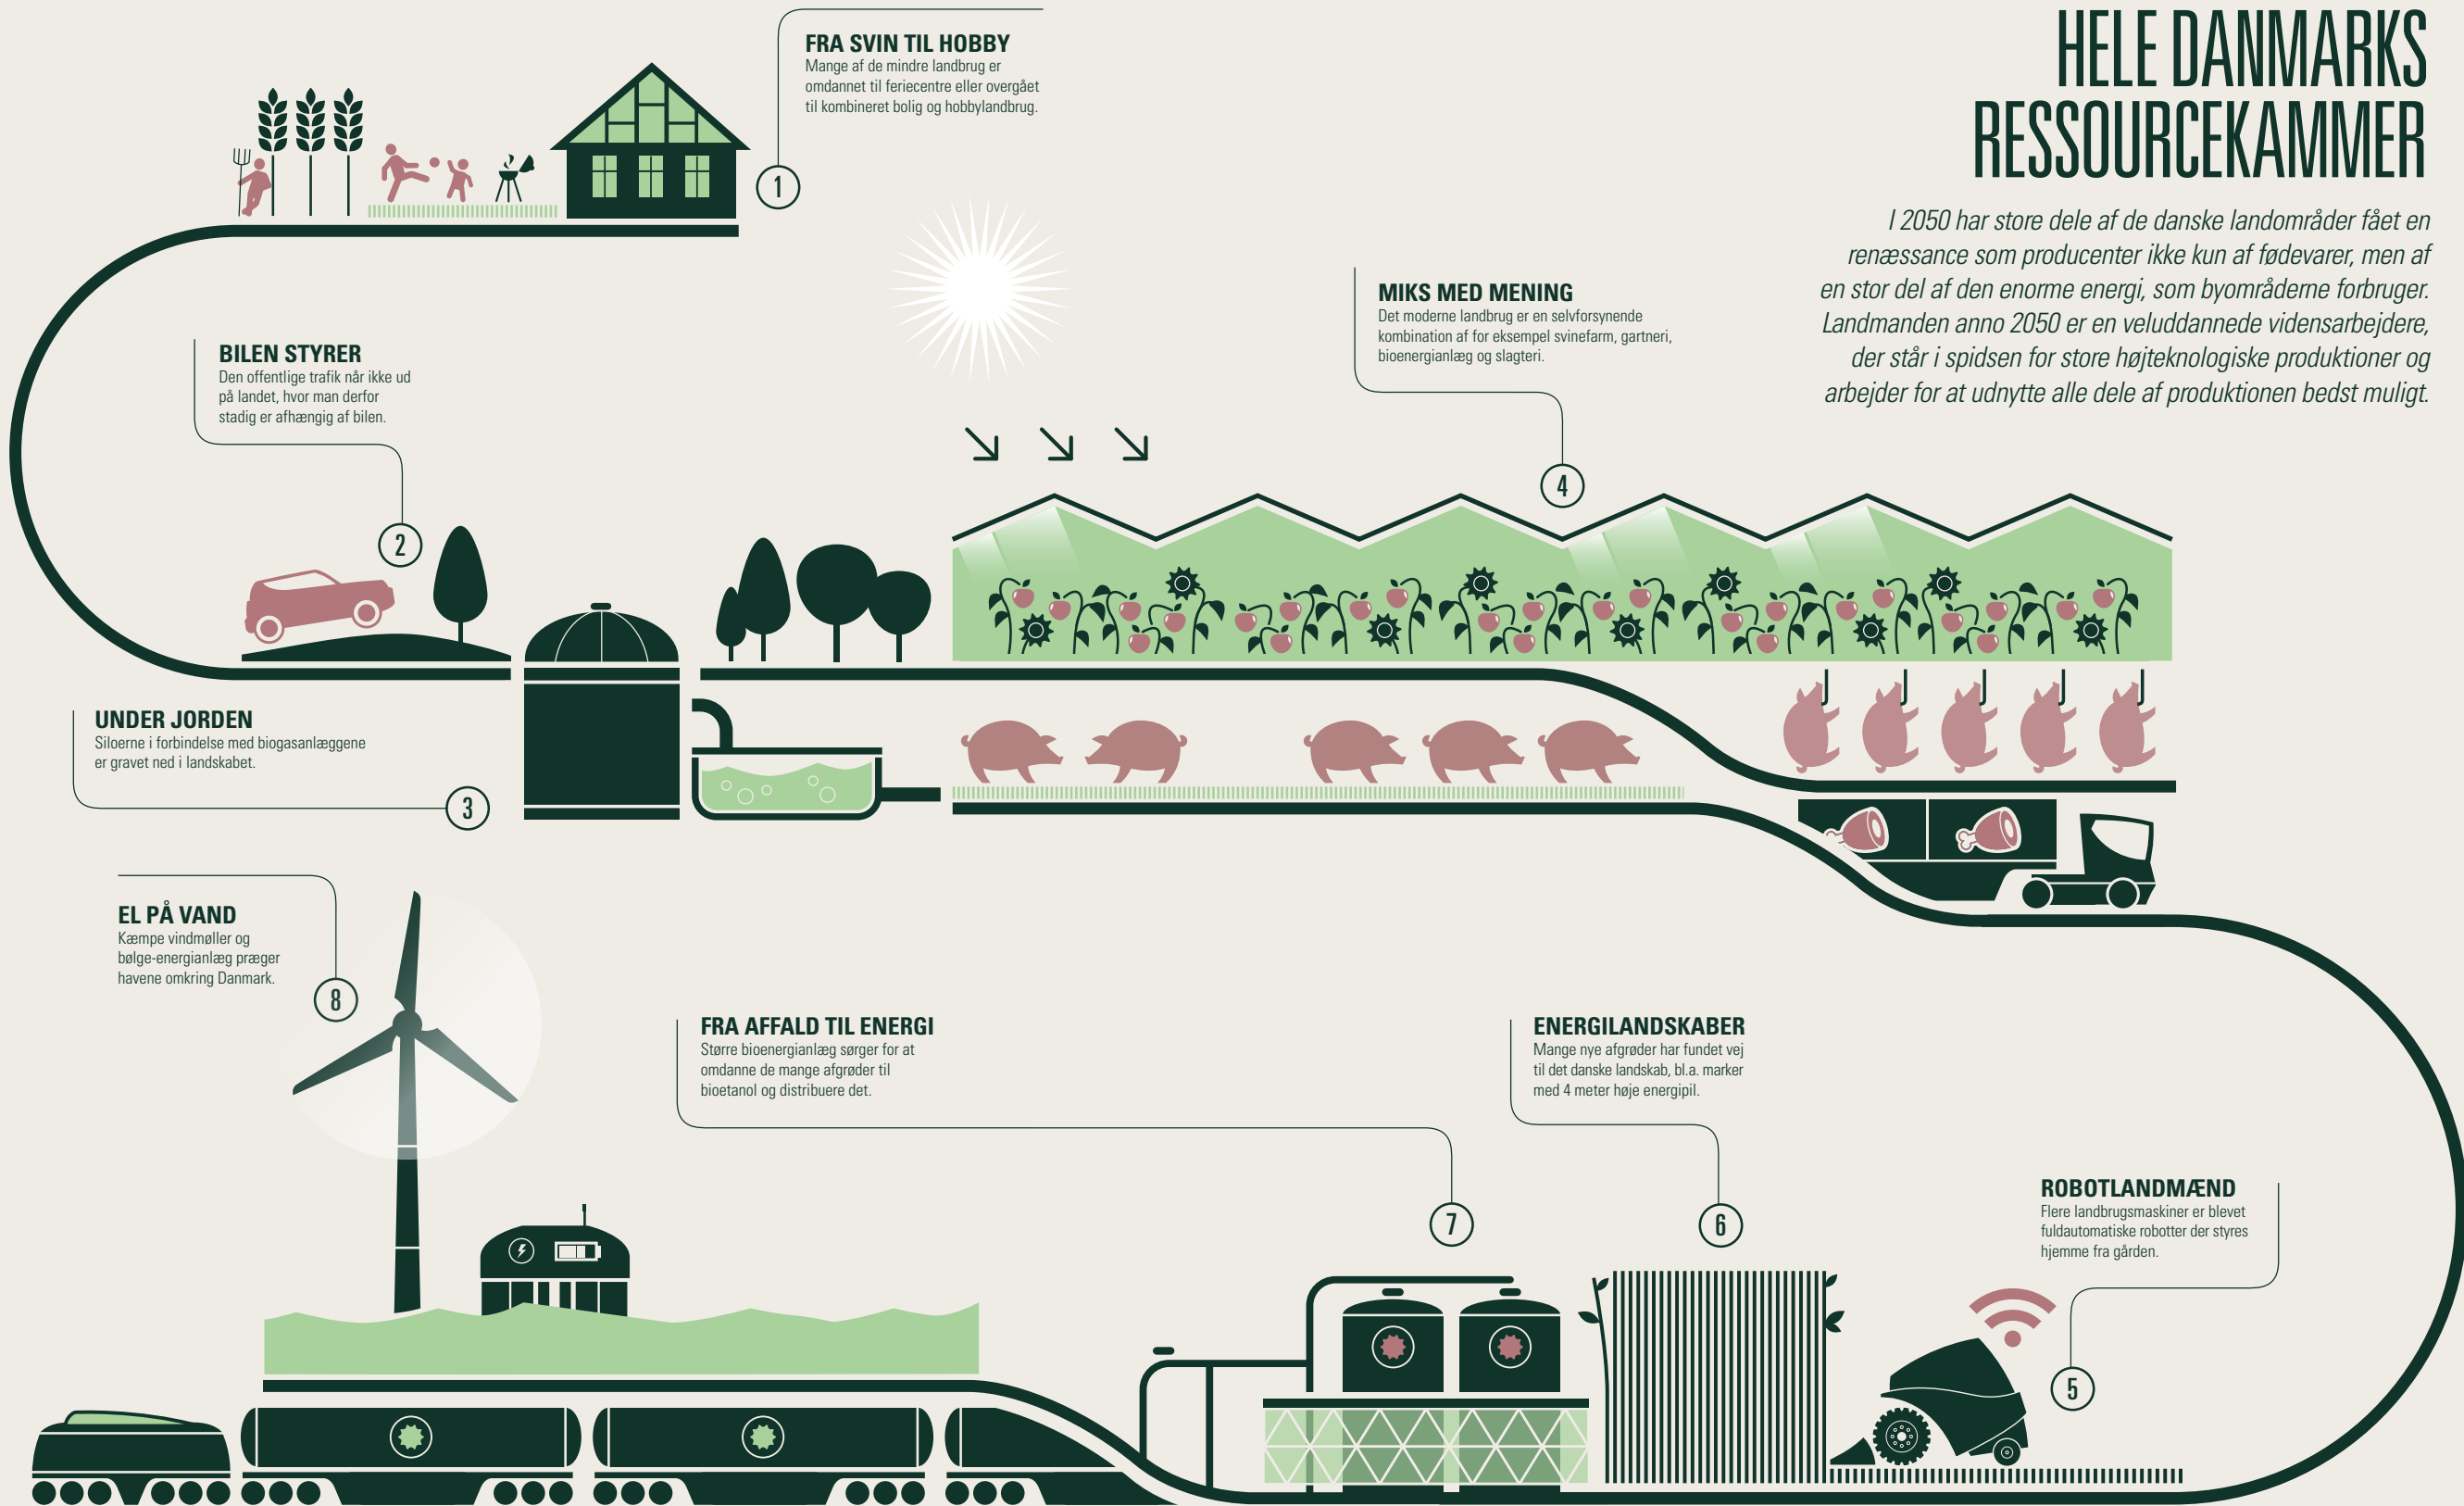 HELE DANMARKS
RESSOURCEKAMMER
I 2050 har store dele af de danske landområder fået en
renæssance som producenter ikke kun af fødevarer, men af
en stor del af den enorme energi, som byområderne forbruger.
Landmanden anno 2050 er en veluddannede vidensarbejdere,
der står i spidsen for store højteknologiske produktioner og
arbejder for at udnytte alle dele af produktionen bedst muligt.
FRA SVIN TIL HOBBY
Mange af de mindre landbrug er
omdannet til feriecentre eller overgået
til kombineret bolig og hobbylandbrug.
1
BILEN STYRER
Den offentlige trafik når ikke ud
på landet, hvor man derfor
stadig er afhængig af bilen.
2
UNDER JORDEN
Siloerne i forbindelse med biogasanlæggene
er gravet ned i landskabet.
3
MIKS MED MENING
Det moderne landbrug er en selvforsynende
kombination af for eksempel svinefarm, gartneri,
bioenergianlæg og slagteri.
4
ROBOTLANDMÆND
Flere landbrugsmaskiner er blevet
fuldautomatiske robotter der styres
hjemme fra gården.
5
ENERGILANDSKABER
Mange nye afgrøder har fundet vej
til det danske landskab, bl.a. marker
med 4 meter høje energipil.
6
FRA AFFALD TIL ENERGI
Større bioenergianlæg sørger for at
omdanne de mange afgrøder til
bioetanol og distribuere det.
7
EL PÅ VAND
Kæmpe vindmøller og
bølge-energianlæg præger
havene omkring Danmark.
8